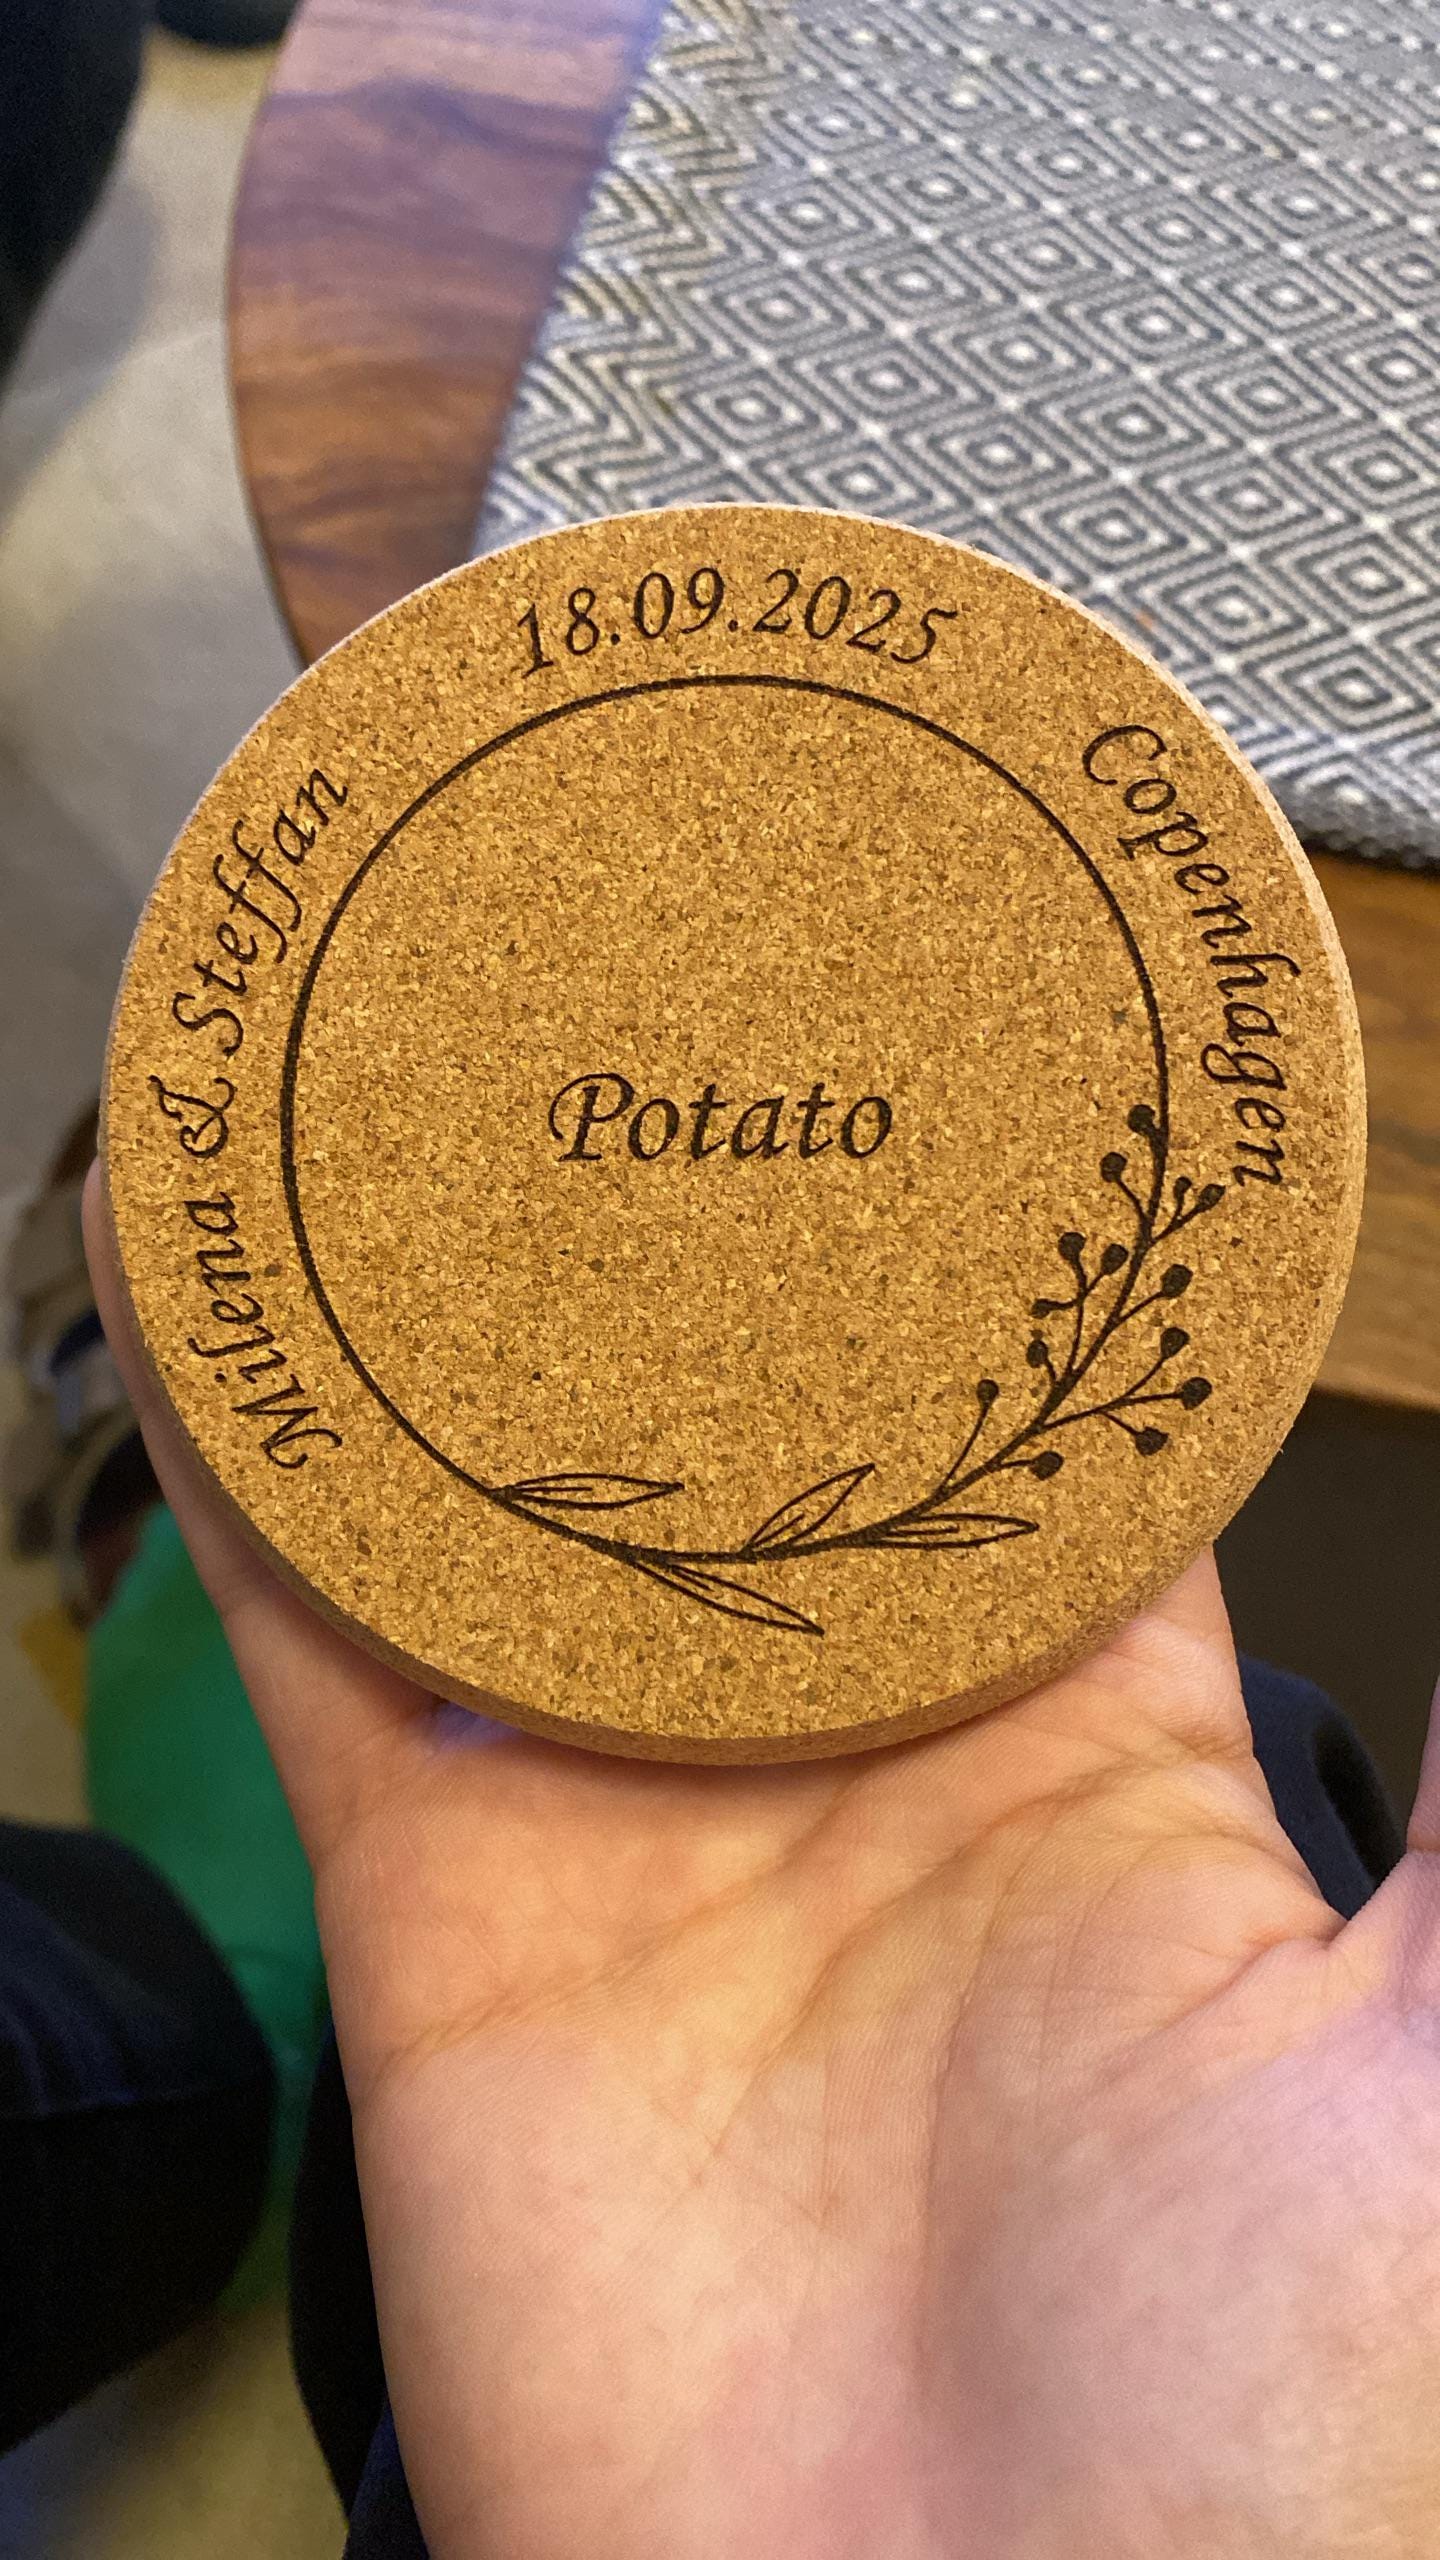 18.09.2025
Milena & Steffan
Copenhagen
Potato